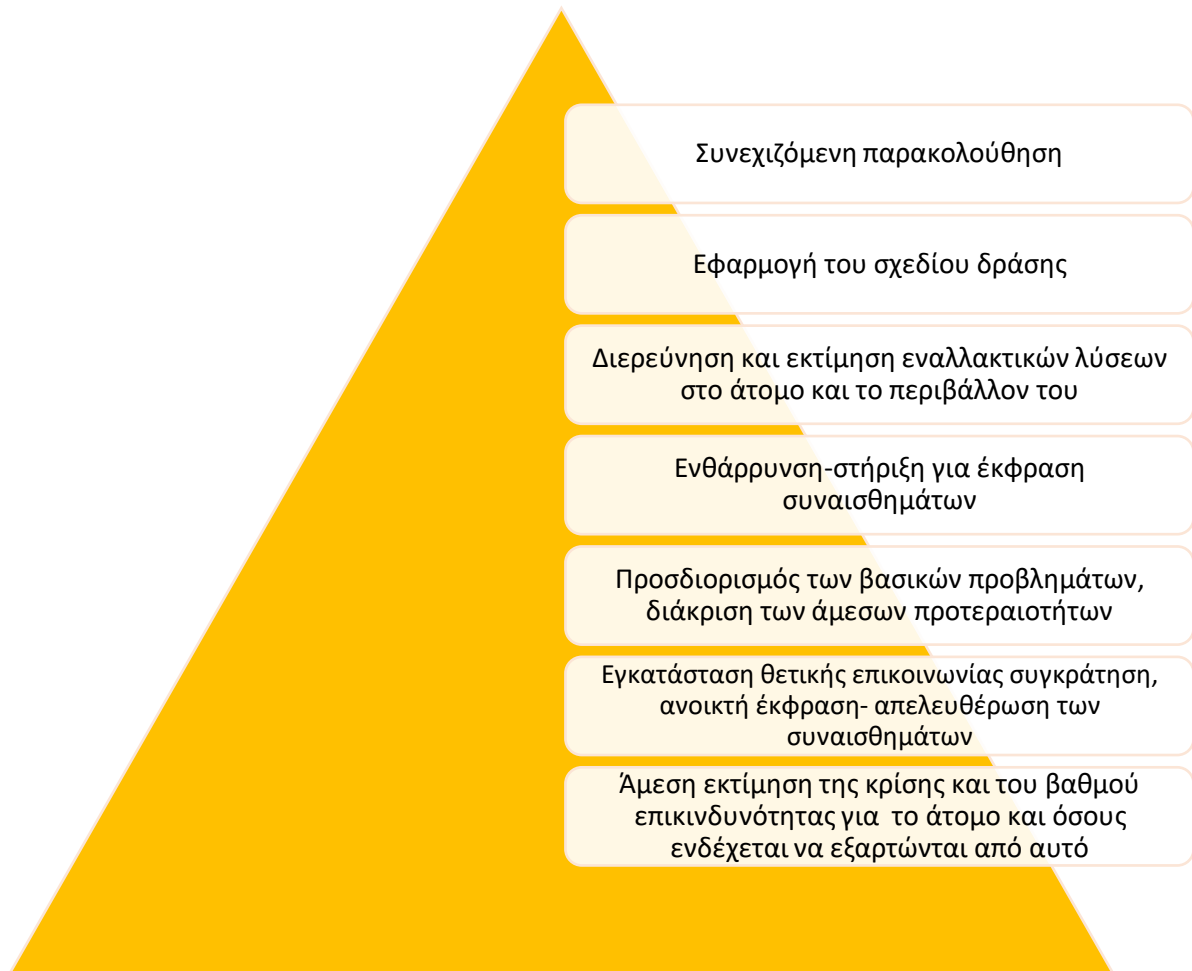 Συνεχιζόμενη παρακολούθηση
Εφαρμογή του σχεδίου δράσης
Διερεύνηση και εκτίμηση εναλλακτικών λύσεων
στο άτομο και το περιβάλλον του
Ενθάρρυνση-στήριξη για έκφραση
συναισθημάτων
Προσδιορισμός των βασικών προβλημάτων,
διάκριση των άμεσων προτεραιοτήτων
Εγκατάσταση θετικής επικοινωνίας συγκράτηση,
ανοικτή έκφραση- απελευθέρωση των
συναισθημάτων
Άμεση εκτίμηση της κρίσης και του βαθμού
επικινδυνότητας για το άτομο και όσους
ενδέχεται να εξαρτώνται από αυτό